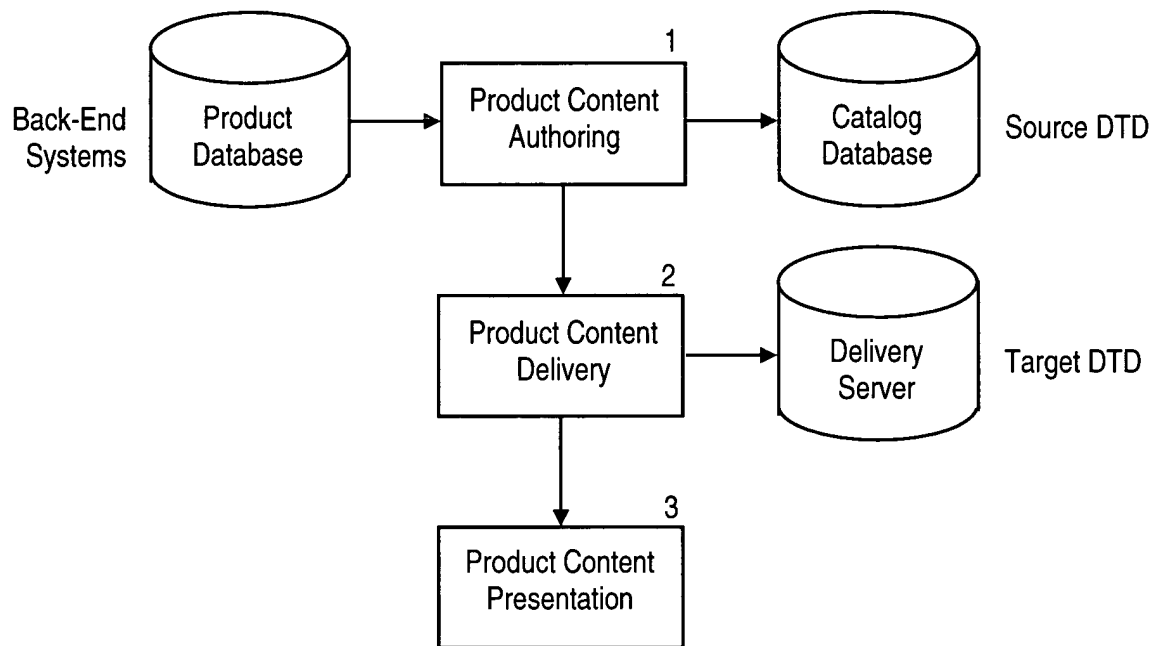 Back-End
Systems
Product
Database
1
Product Content
Authoring
Catalog
Database
Source DTD
2
Product Content
Delivery
Delivery
Server
Target DTD
3
Product Content
Presentation